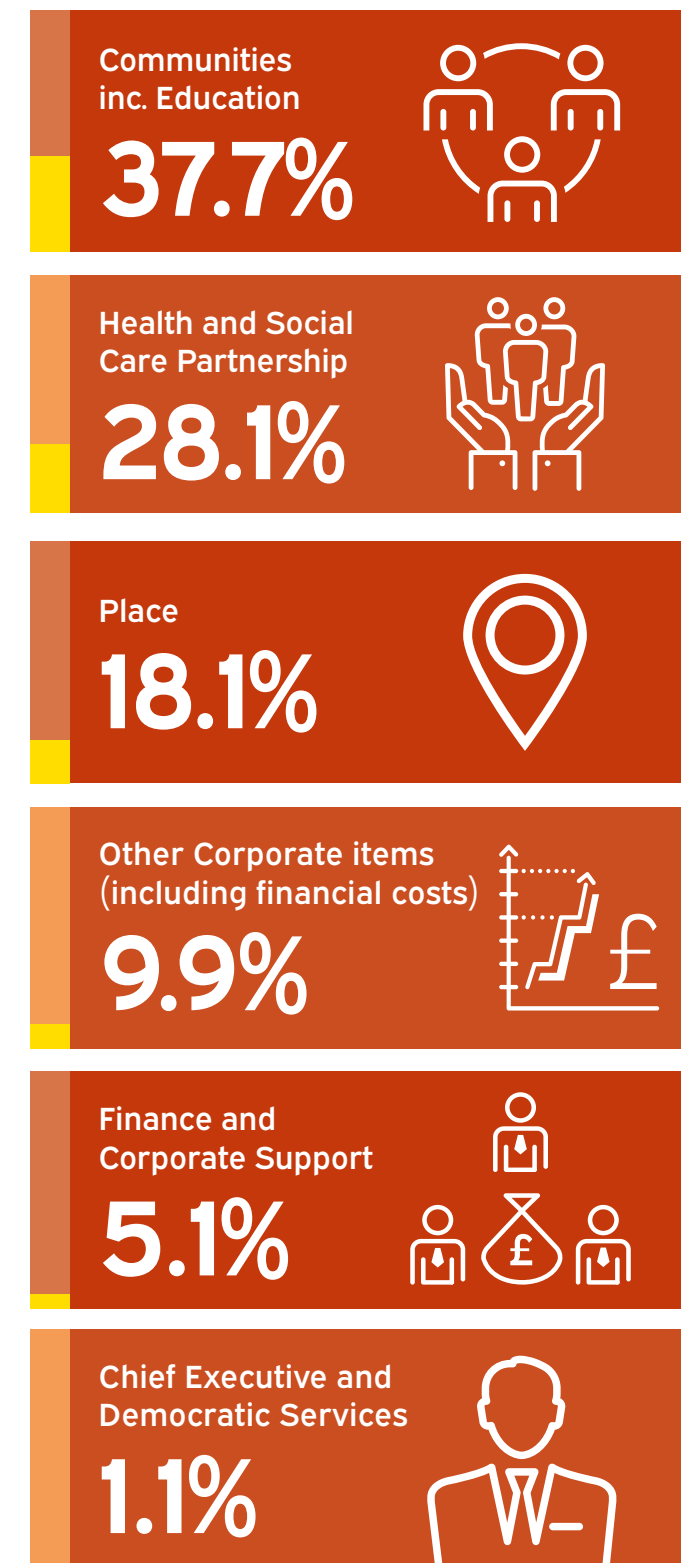 Communities
inc. Education
37.7%
Health and Social
Care Partnership
28.1%
Place
18.1%
Other Corporate items
(including financial costs)
9.9%
£
Finance and
Corporate Support
5.1%
£
Chief Executive and
Democratic Services
1.1%